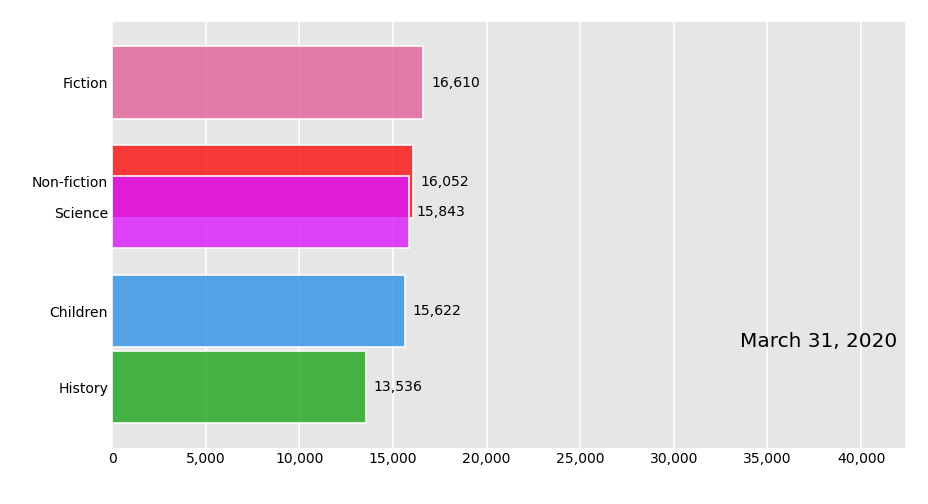 Fiction 16,610
Non-fiction 16,052
Science 15,843
Children 15,622
March 31, 2020
History 13,536
0 5,000 10,000 15,000 20,000 25,000 30,000 35,000 40,000